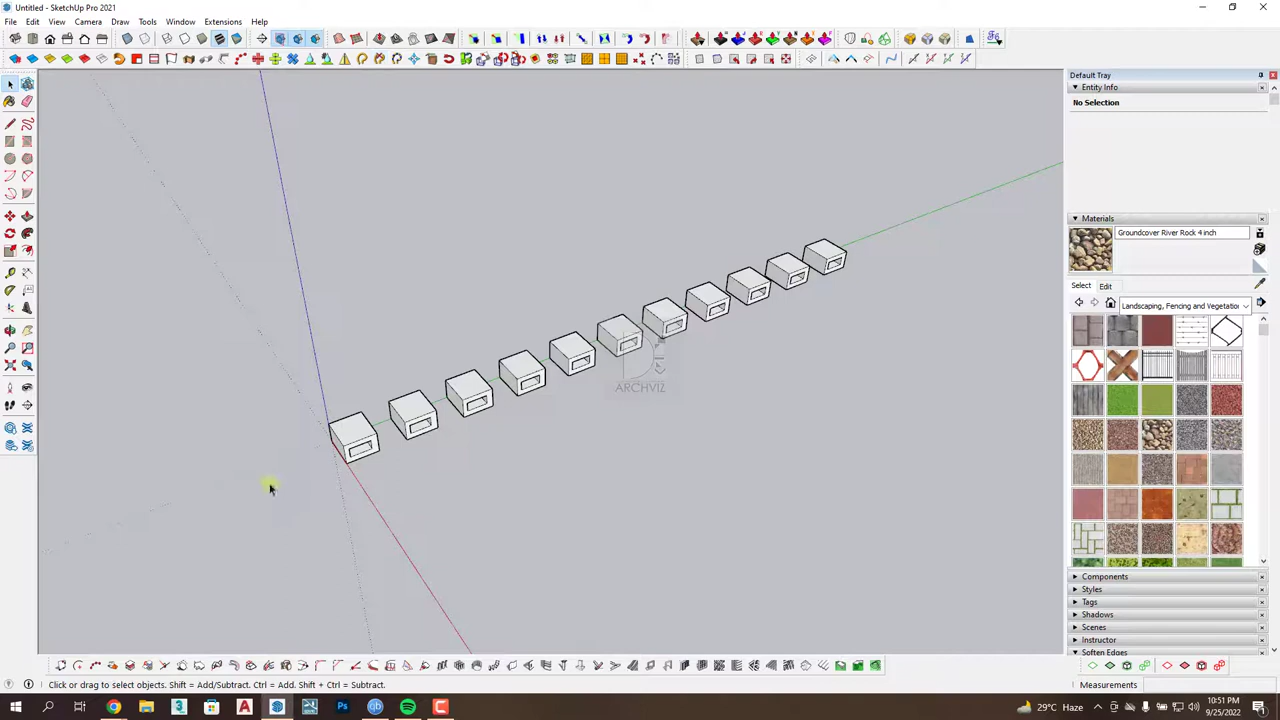 Untitled - SketchUp Pro 2021
File Edit View Camera Draw Tools Window Extensions Help
Default Tray
Entity Info
No Selection
Materials
Groundcover River Rock 4 inch
Select Edit
Landscaping, Fencing and Vegetation
ARCHVIZ
Components
Styles
Tags
Shadows
Scenes
Instructor
Soften Edges
Click or drag to select objects. Shift = Add/Subtract. Ctrl = Add. Shift + Ctrl = Subtract.
Measurements
29°C Haze
10:51 PM
9/25/2022